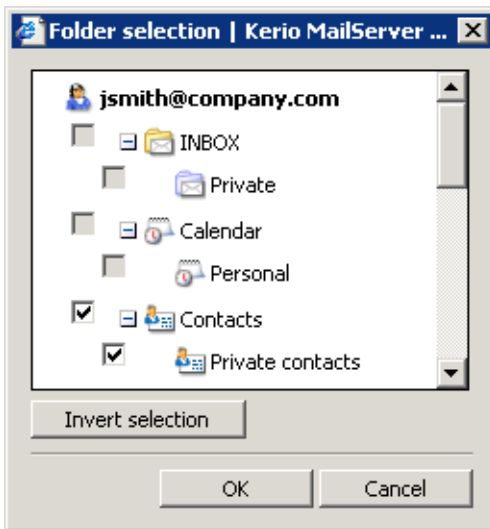 Folder selection | Kerio MailServer ...
jsmith@company.com
INBOX
Private
Calendar
Personal
Contacts
Private contacts
Invert selection
OK Cancel